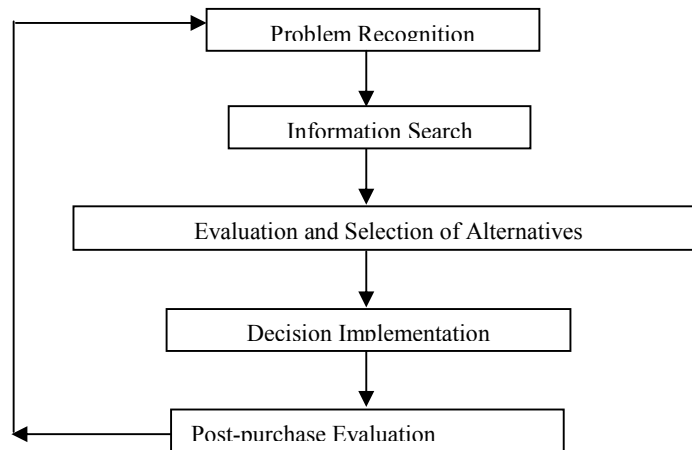 Problem Recognition
Information Search
Evaluation and Selection of Alternatives
Decision Implementation
Post-purchase Evaluation